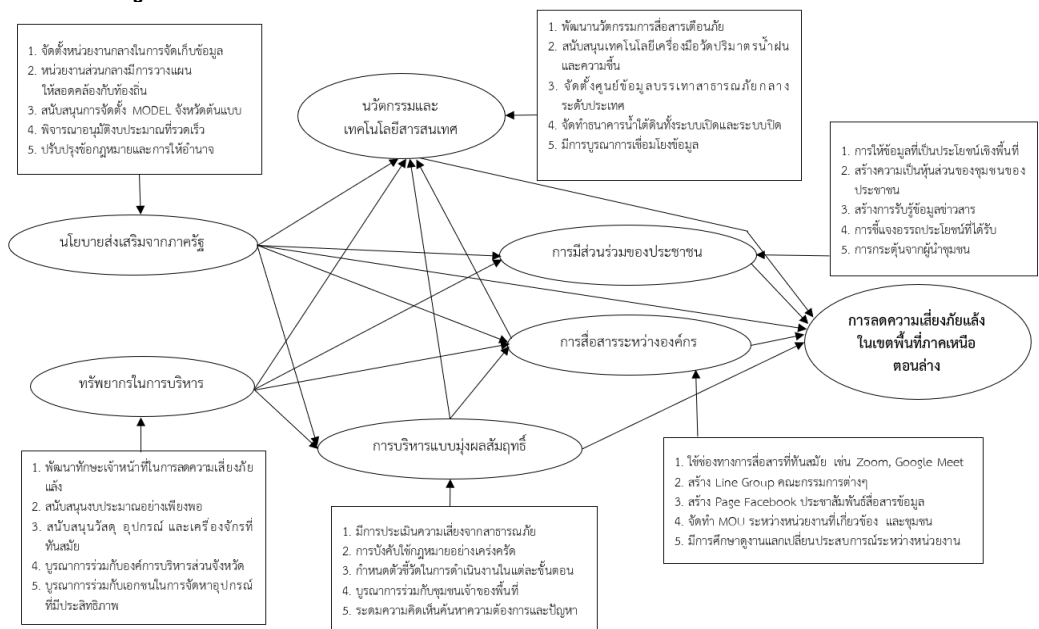 1. จัดตั้งหน่วยงานกลางในการจัดเก็บข้อมูล
2. หน่วยงานส่วนกลางมีการวางแผน
ให้สอดคล้องกับท้องถิ่น
3. สนับสนุนการจัดตั้ง MODEL จังหวัดต้นแบบ
4. พิจารณาอนุมัติงบประมาณที่รวดเร็ว
5. ปรับปรุงข้อกฎหมายและการให้อำนาจ
นวัตกรรมและ
เทคโนโลยีสารสนเทศ
1. พัฒนานวัตกรรมการสื่อสารเตือนภัย
2. สนับสนุนเทคโนโลยีเครื่องมือวัดปริมาตรน้ำฝน
และความชื้น
3. จัดตั้งศูนย์ข้อมูลบรรเทาสาธารณภัยกลาง
ระดับประเทศ
4. จัดทำธนาคารน้ำใต้ดินทั้งระบบเปิดและระบบปิด
5. มีการบูรณาการเชื่อมโยงข้อมูล
1. การให้ข้อมูลที่เป็นประโยชน์เชิงพื้นที่
2. สร้างความเป็นหุ้นส่วนของชุมชนของ
ประชาชน
3. สร้างการรับรู้ข้อมูลข่าวสาร
4. การชี้แจงอรรถประโยชน์ที่ได้รับ
5. การกระตุ้นจากผู้นำชุมชน
นโยบายส่งเสริมจากภาครัฐ
การมีส่วนร่วมของประชาชน
การสื่อสารระหว่างองค์กร
การลดความเสี่ยงภัยแล้ง
ในเขตพื้นที่ภาคเหนือ
ตอนล่าง
ทรัพยากรในการบริหาร
การบริหารแบบมุ่งผลสัมฤทธิ์
1. พัฒนาทักษะเจ้าหน้าที่ในการลดความเสี่ยงภัย
แล้ง
2. สนับสนุนงบประมาณอย่างเพียงพอ
3. สนับสนุนวัสดุ อุปกรณ์ และเครื่องจักรที่
ทันสมัย
4. บูรณาการร่วมกับองค์การบริหารส่วนจังหวัด
5. บูรณาการร่วมกับเอกชนในการจัดหาอุปกรณ์
ที่มีประสิทธิภาพ
1. มีการประเมินความเสี่ยงจากสาธารณภัย
2. การบังคับใช้กฎหมายอย่างเคร่งครัด
3. กำหนดตัวชี้วัดในการดำเนินงานในแต่ละขั้นตอน
4. บูรณาการร่วมกับชุมชนเจ้าของพื้นที่
5. ระดมความคิดเห็นค้นหาความต้องการและปัญหา
1. ใช้ช่องทางการสื่อสารที่ทันสมัย เช่น Zoom, Google Meet
2. สร้าง Line Group คณะกรรมการต่างๆ
3. สร้าง Page Facebook ประชาสัมพันธ์สื่อสารข้อมูล
4. จัดทำ MOU ระหว่างหน่วยงานที่เกี่ยวข้อง และชุมชน
5. มีการศึกษาดูงานแลกเปลี่ยนประสบการณ์ระหว่างหน่วยงาน